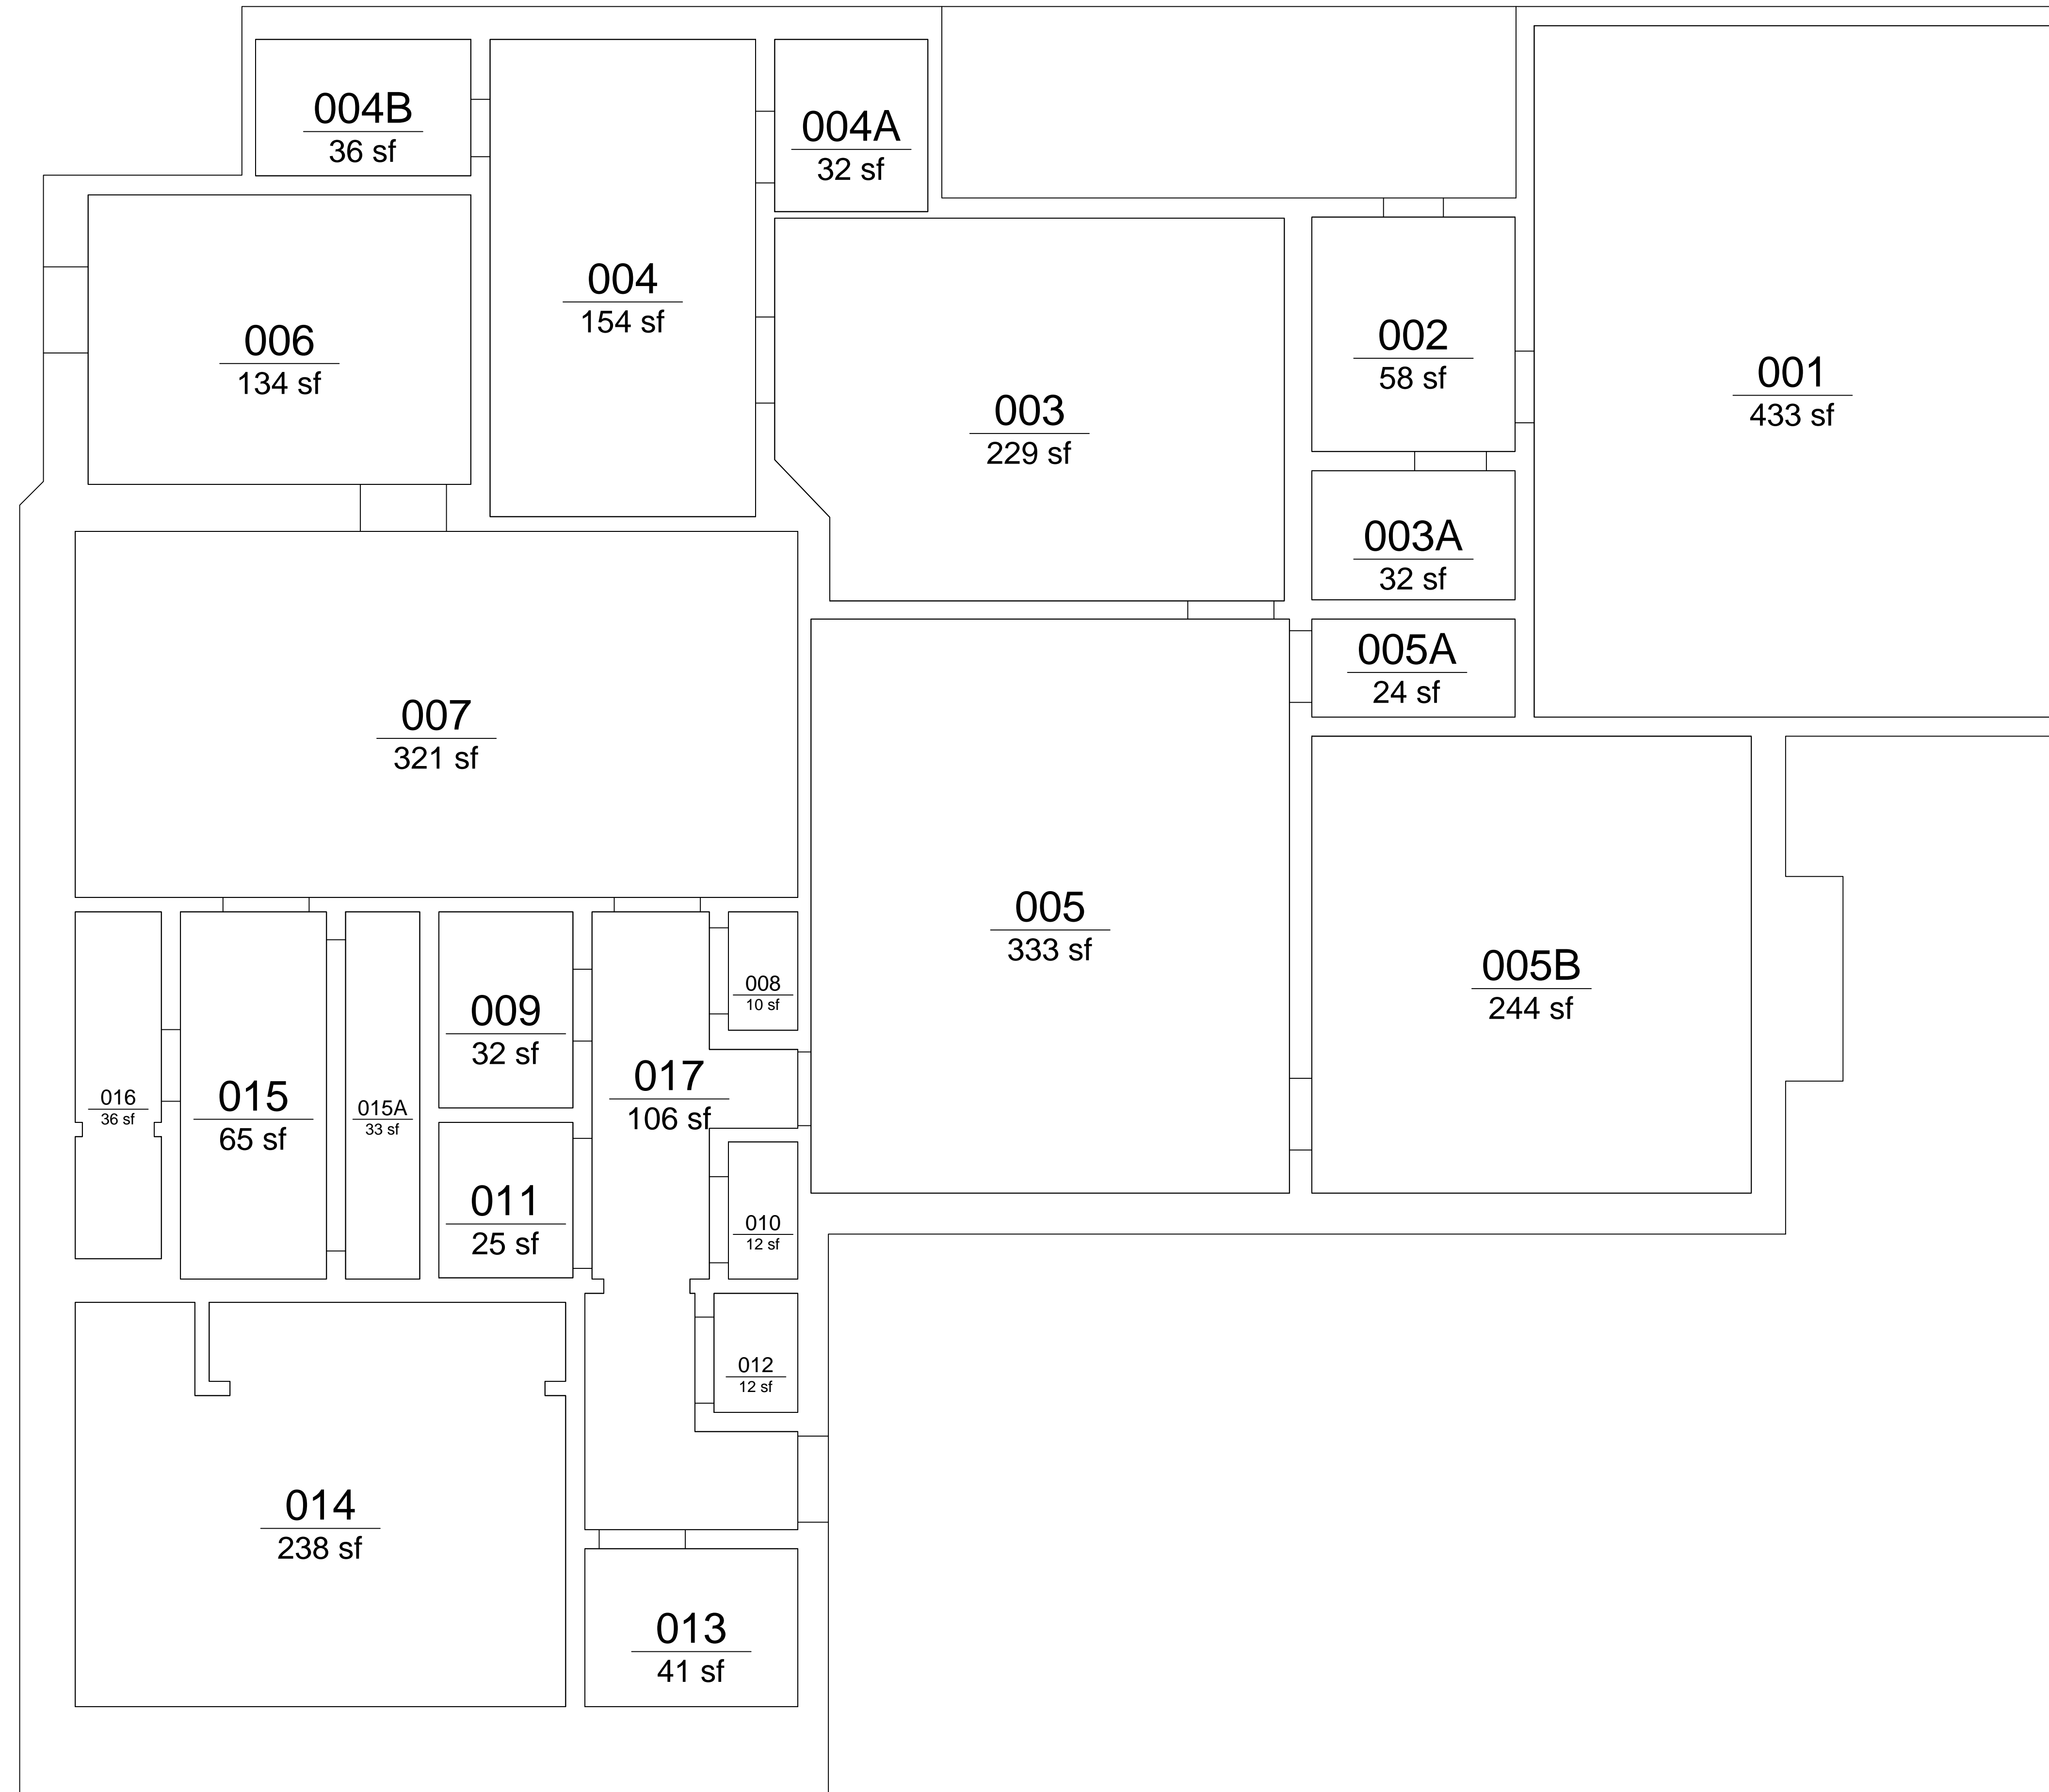 004B
36 sf
004A
32 sf
004
154 sf
006
134 sf
003
229 sf
002
58 sf
001
433 sf
003A
32 sf
005A
24 sf
007
321 sf
005
333 sf
005B
244 sf
008
10 sf
009
32 sf
017
106 sf
016
36 sf
015
65 sf
015A
33 sf
011
25 sf
010
12 sf
012
12 sf
014
238 sf
013
41 sf